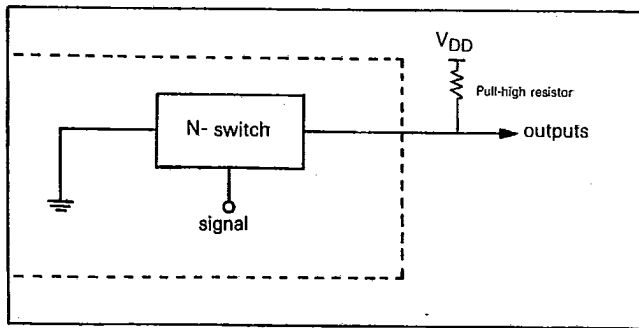 VDD
Pull-high resistor
N- switch
outputs
signal